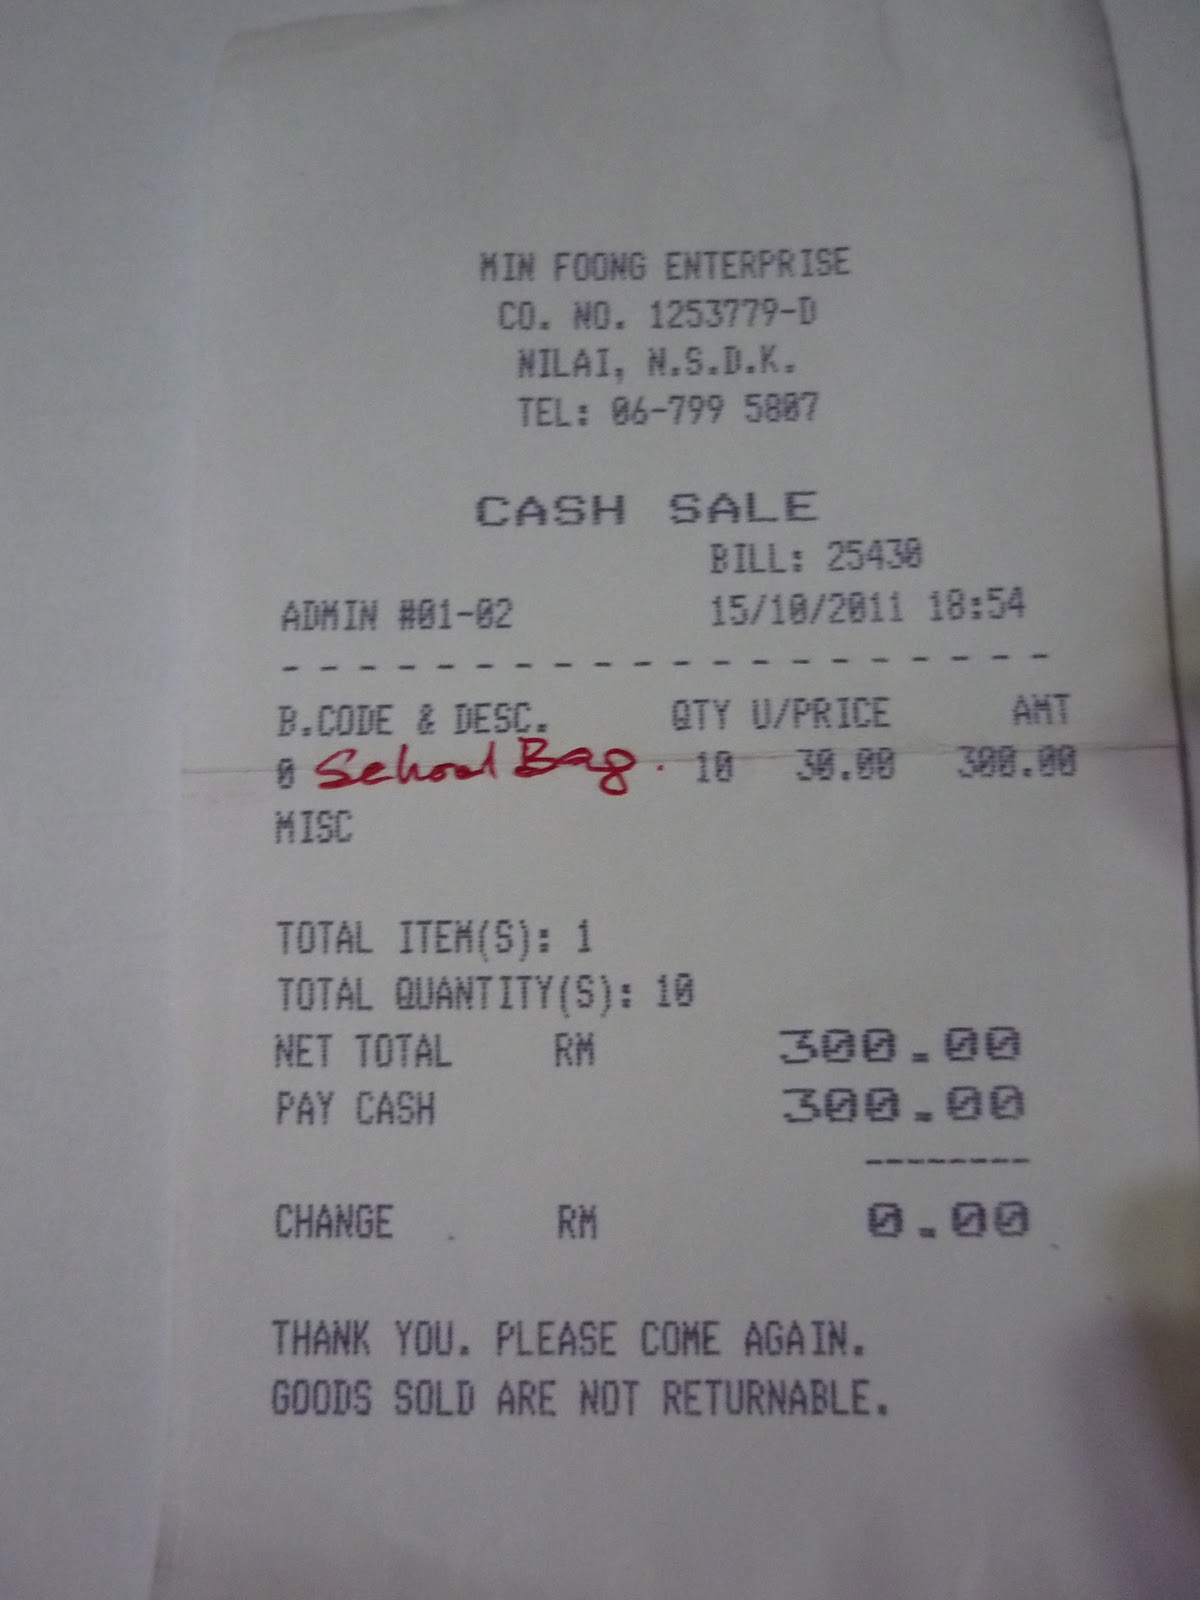 MIN FOONG ENTERPRISE
CO. NO. 1253779-D
NILAI, N.S.D.K.
TEL: 06-799 5807
CASH SALE
BILL: 25430
ADMIN #01-02 15/10/2011 18:54
--------------------
B.CODE & DESC. QTY U/PRICE AMT
0 School Bag. 10 30.00 300.00
MISC
TOTAL ITEM(S): 1
TOTAL QUANTITY(S): 10
NET TOTAL RM 300.00
PAY CASH 300.00
--------
CHANGE RM 0.00
THANK YOU. PLEASE COME AGAIN.
GOODS SOLD ARE NOT RETURNABLE.